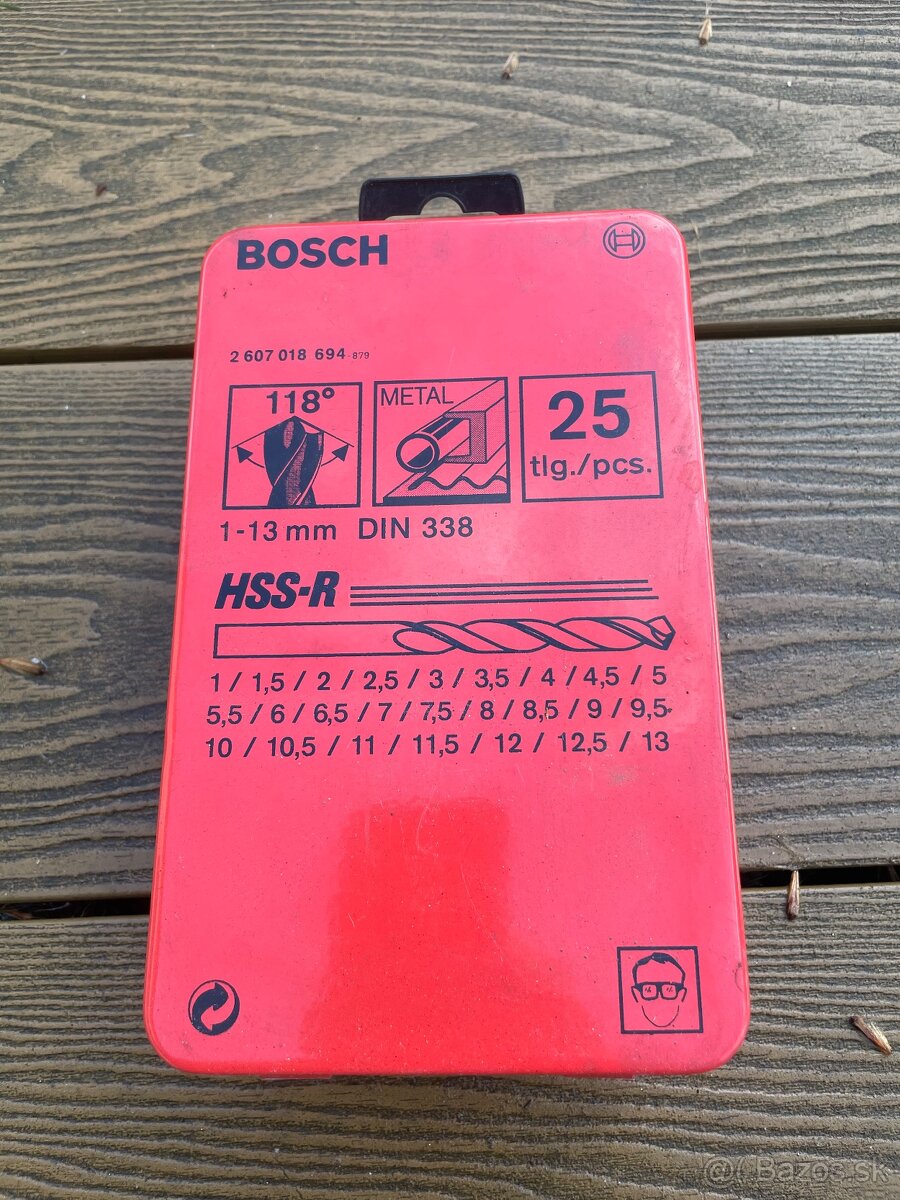 BOSCH
2 607 018 694 - 879
118°
METAL
25
tlg./pcs.
1-13 mm DIN 338
HSS-R
1 / 1,5 / 2 / 2,5 / 3 / 3,5 / 4 / 4,5 / 5
5,5 / 6 / 6,5 / 7 / 7,5 / 8 / 8,5 / 9 / 9,5
10 / 10,5 / 11 / 11,5 / 12 / 12,5 / 13
@( Bazos.sk